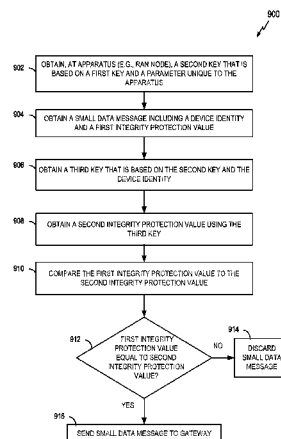 900
902
OBTAIN, AT APPARATUS (E.G., RAN NODE), A SECOND KEY THAT IS
BASED ON A FIRST KEY AND A PARAMETER UNIQUE TO THE
APPARATUS
904
OBTAIN A SMALL DATA MESSAGE INCLUDING A DEVICE IDENTITY
AND A FIRST INTEGRITY PROTECTION VALUE
906
OBTAIN A THIRD KEY THAT IS BASED ON THE SECOND KEY AND THE
DEVICE IDENTITY
908
OBTAIN A SECOND INTEGRITY PROTECTION VALUE USING THE
THIRD KEY
910
COMPARE THE FIRST INTEGRITY PROTECTION VALUE TO THE
SECOND INTEGRITY PROTECTION VALUE
912
FIRST
INTEGRITY
PROTECTION VALUE
EQUAL TO SECOND
INTEGRITY PROTECTION
VALUE?
NO
914
DISCARD
SMALL DATA
MESSAGE
YES
916
SEND SMALL DATA MESSAGE TO GATEWAY